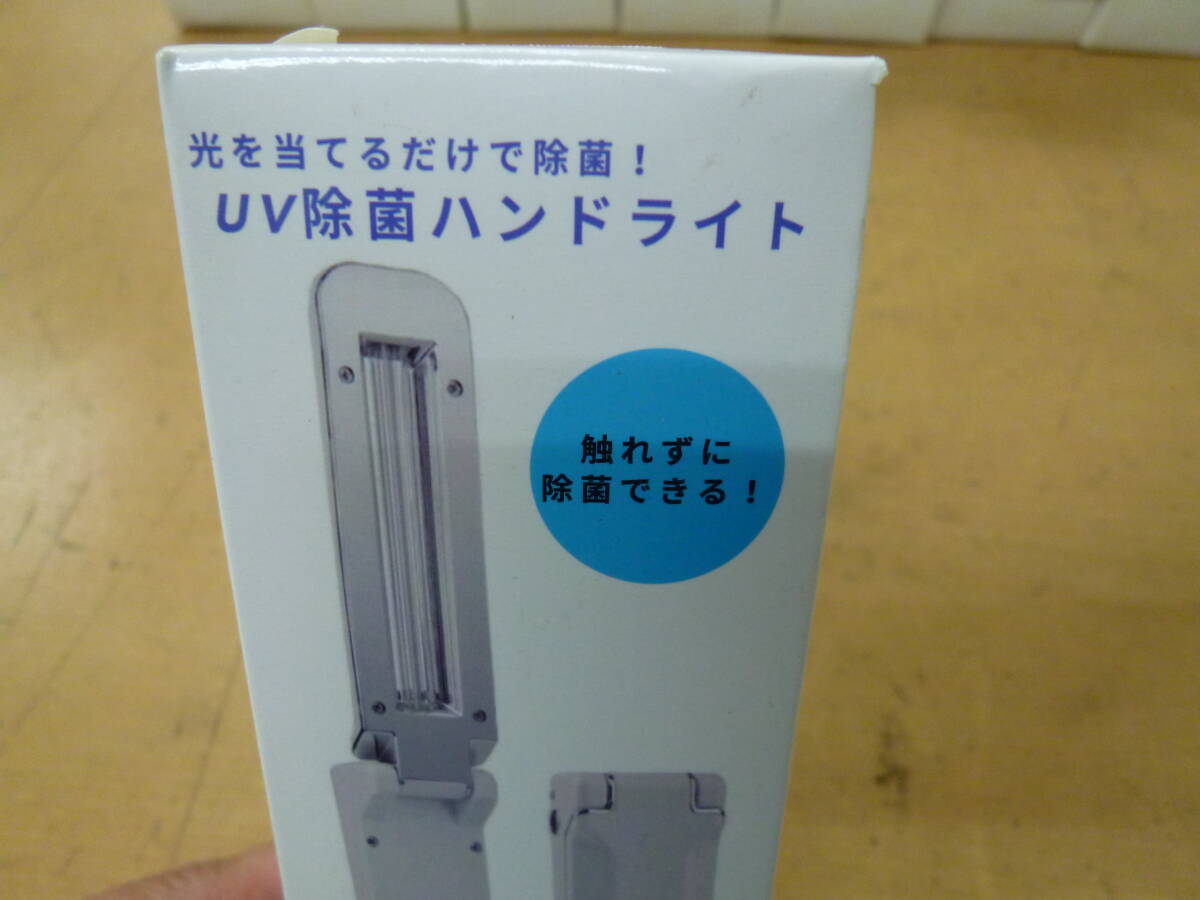 光を当てるだけで除菌！
UV除菌ハンドライト
触れずに
除菌できる！